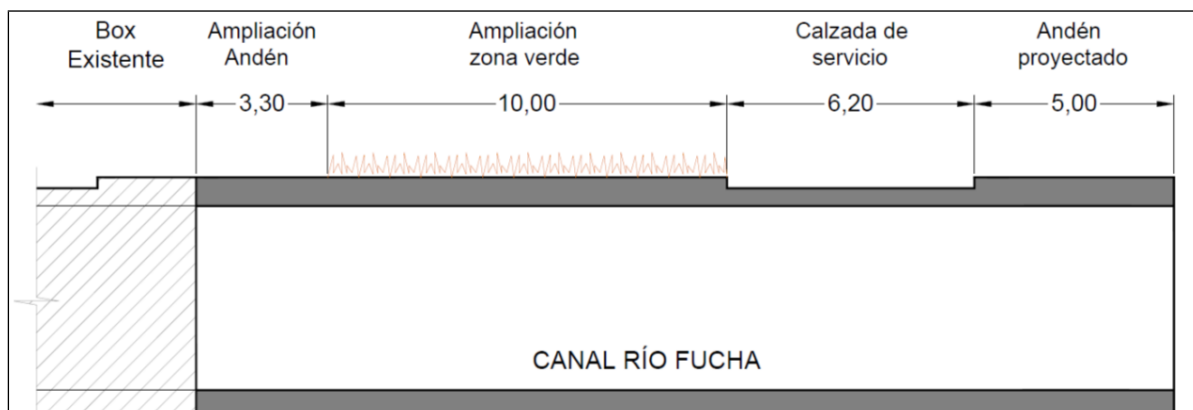 Box
Existente
Ampliación
Andén
Ampliación
zona verde
Calzada de
servicio
Andén
proyectado
3,30
10,00
6,20
5,00
CANAL RÍO FUCHA